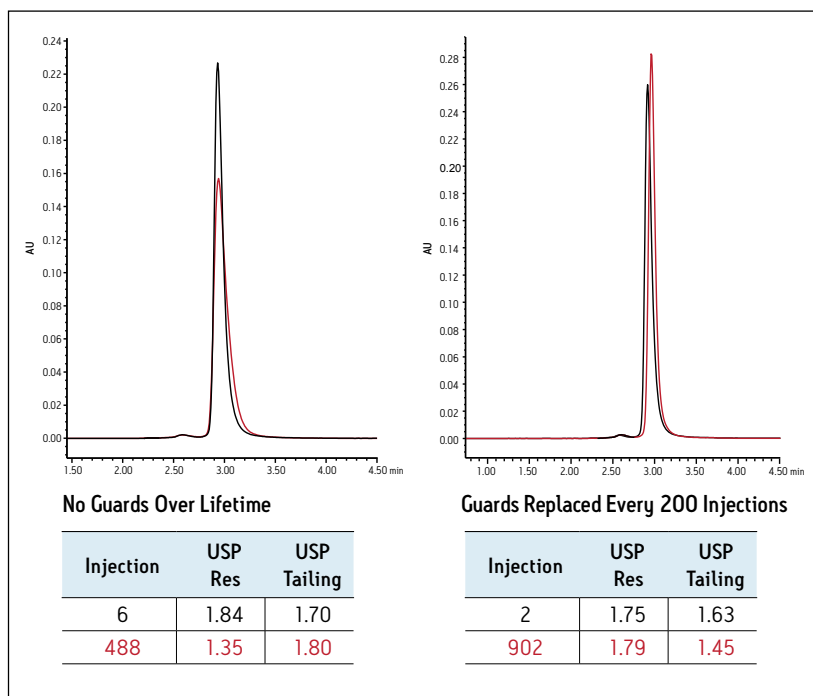 0.24
0.22
0.20
0.18
0.16
0.14
0.12
0.10
0.08
0.06
0.04
0.02
0.00
AU
1.50 2.00 2.50 3.00 3.50 4.00 4.50 min
No Guards Over Lifetime
Injection USP Res USP Tailing
6 1.84 1.70
488 1.35 1.80
0.28
0.26
0.24
0.22
0.20
0.20
0.18
0.16
0.14
0.12
0.10
0.08
0.06
0.04
0.02
0.00
AU
1.00 1.50 2.00 2.50 3.00 3.50 4.00 4.50 min
Guards Replaced Every 200 Injections
Injection USP Res USP Tailing
2 1.75 1.63
902 1.79 1.45